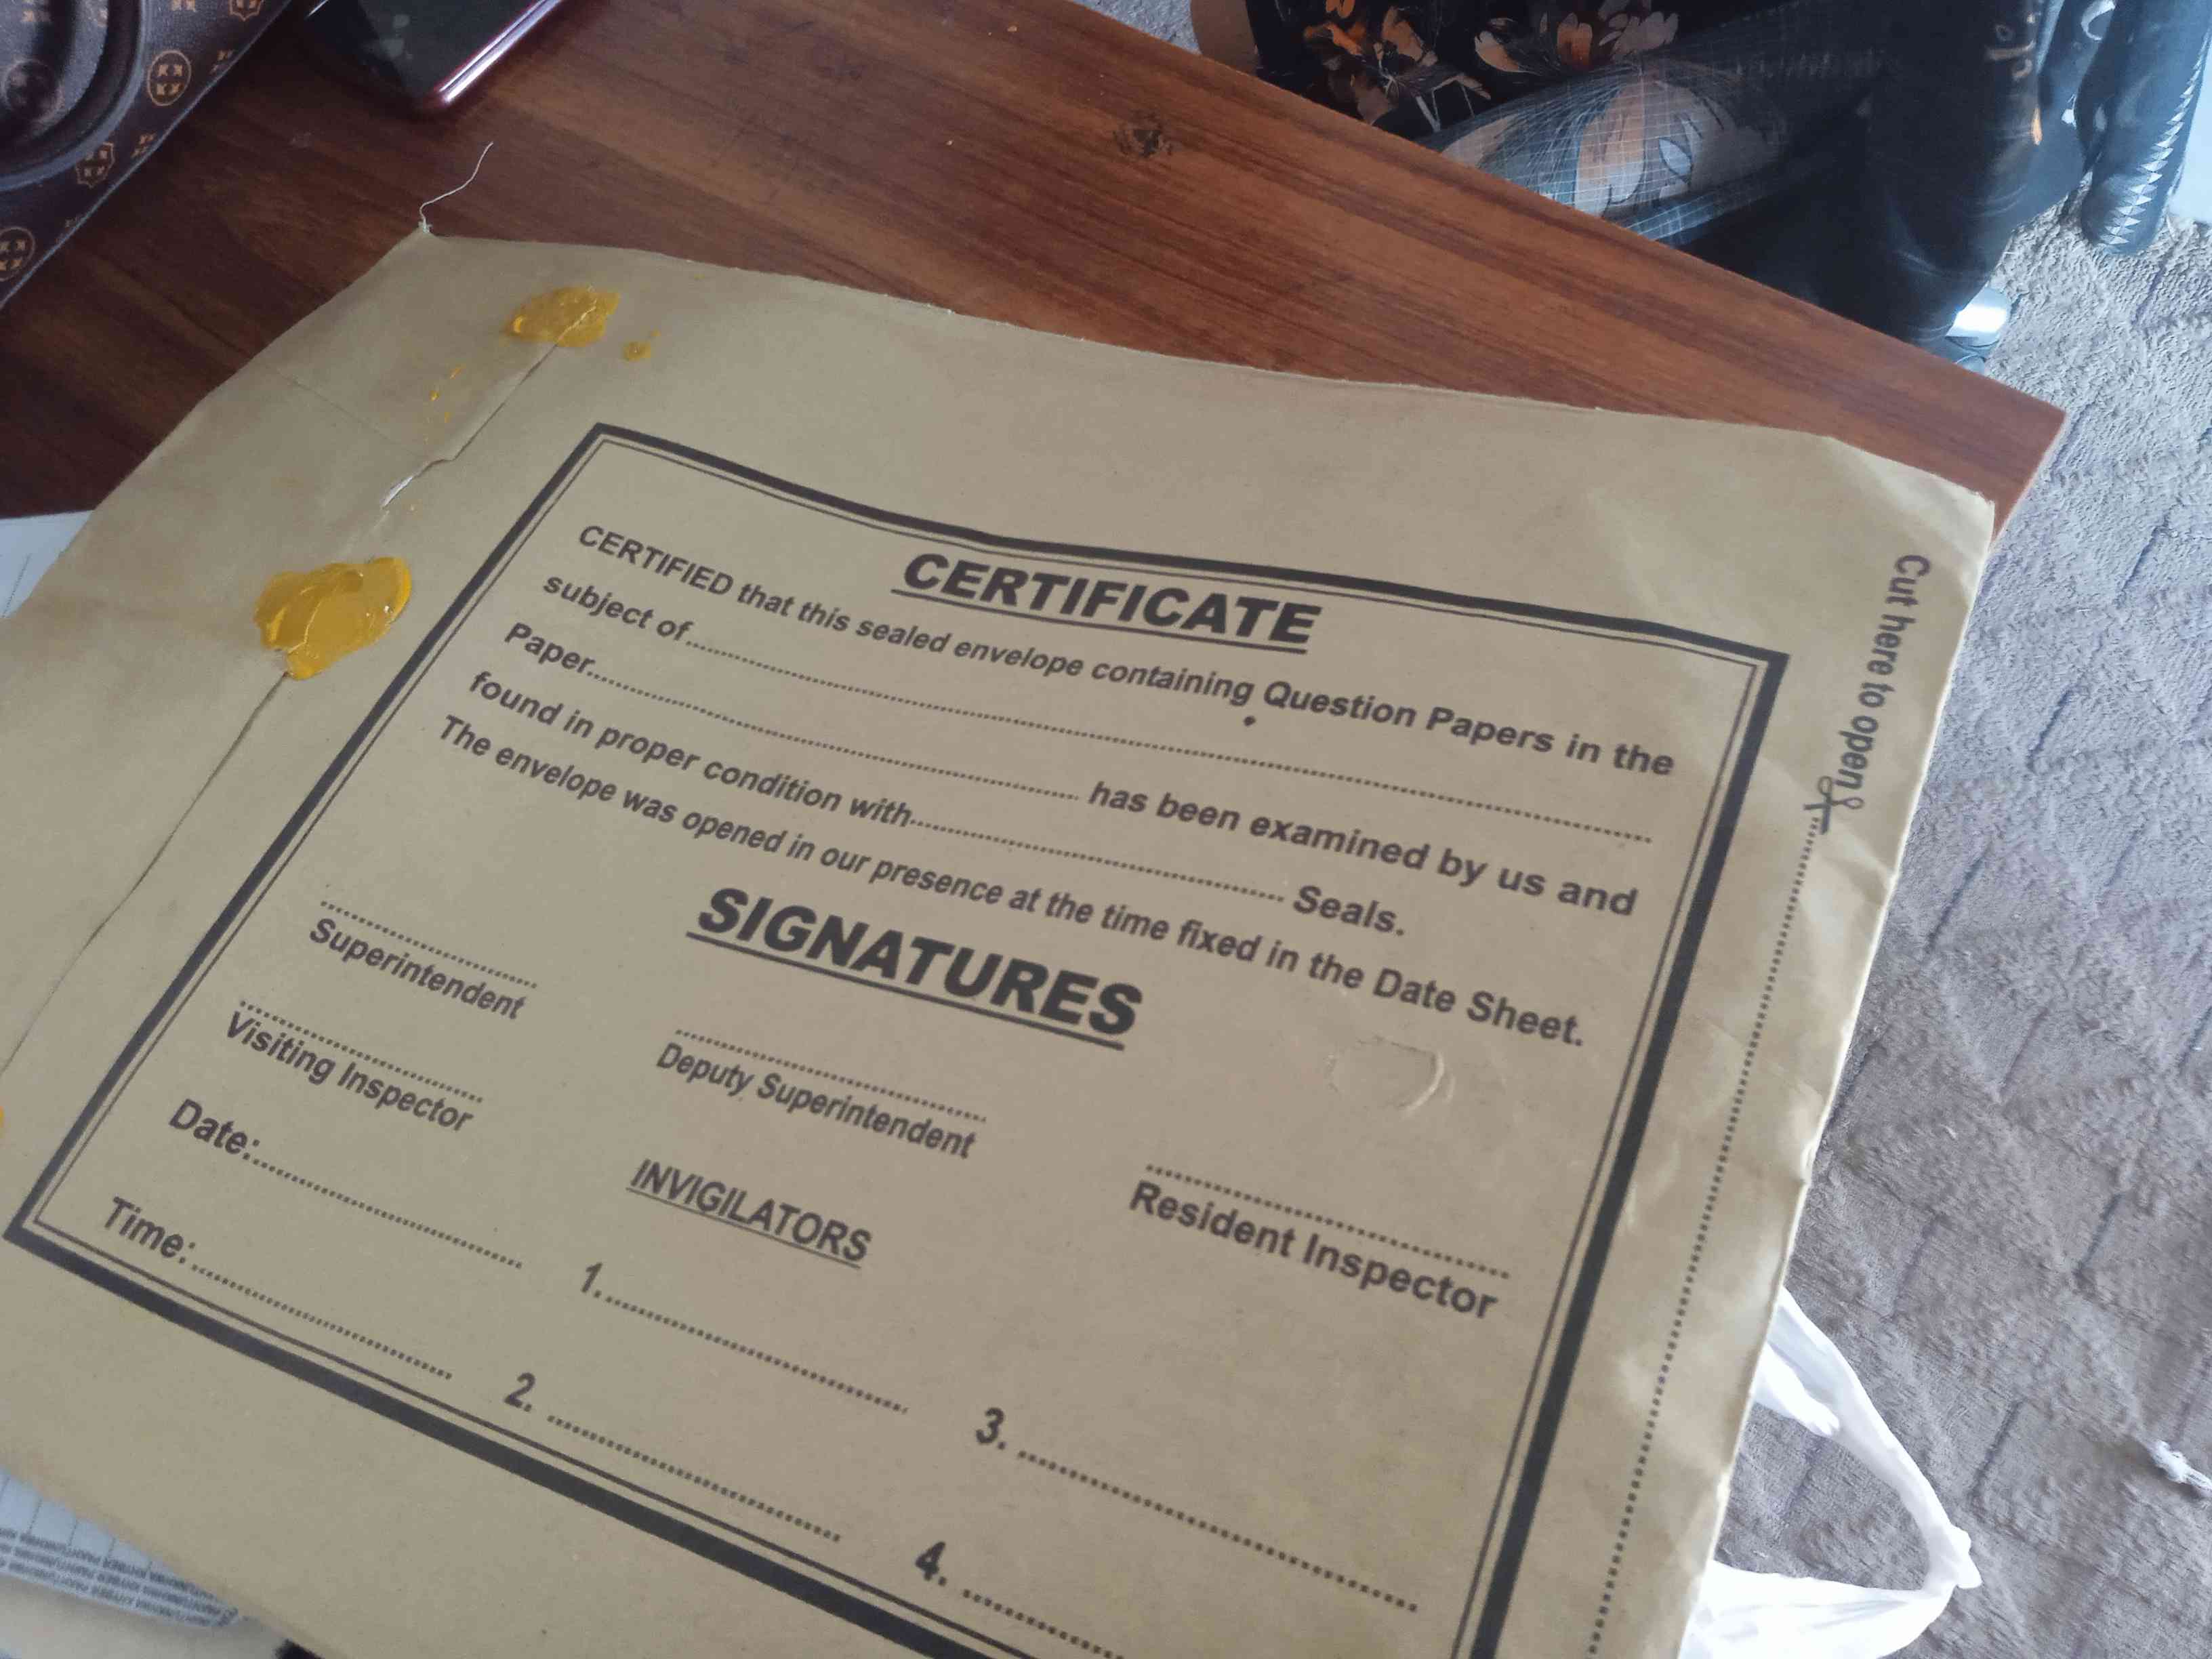 CERTIFICATE
CERTIFIED that this sealed envelope containing Question Papers in the
subject of
Paper has been examined by us and
found in proper condition with Seals.
The envelope was opened in our presence at the time fixed in the Date Sheet.
SIGNATURES
Superintendent
Deputy Superintendent
Resident Inspector
Visiting Inspector
INVIGILATORS
Date:
Time:
1.
2.
3.
4.
Cut here to open